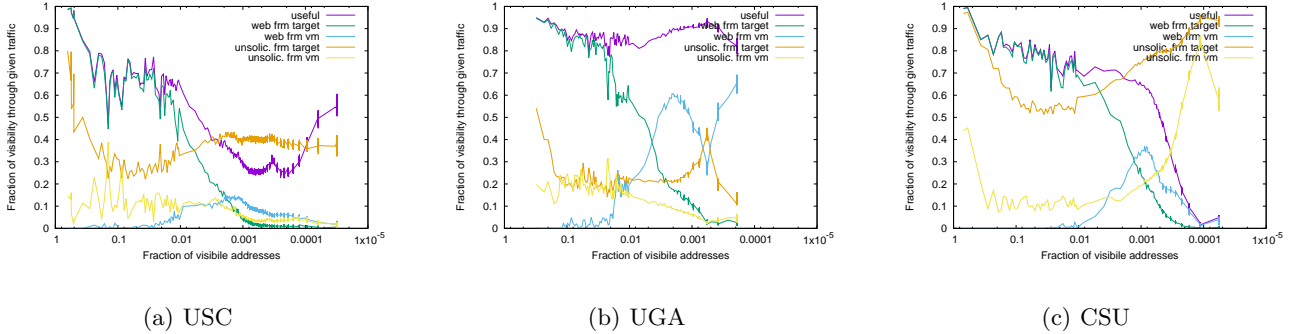 Fraction of visibility through given traffic
1
0.9
0.8
0.7
0.6
0.5
0.4
0.3
0.2
0.1
0
1 0.1 0.01 0.001 0.0001 1x10-5
Fraction of visibile addresses
useful
web frm target
web frm vm
unsolic. frm target
unsolic. frm vm
(a) USC
Fraction of visibility through given traffic
1
0.9
0.8
0.7
0.6
0.5
0.4
0.3
0.2
0.1
0
1 0.1 0.01 0.001 0.0001 1x10-5
Fraction of visibile addresses
useful
web frm target
web frm vm
unsolic. frm target
unsolic. frm vm
(b) UGA
Fraction of visibility through given traffic
1
0.9
0.8
0.7
0.6
0.5
0.4
0.3
0.2
0.1
0
1 0.1 0.01 0.001 0.0001 1x10-5
Fraction of visibile addresses
useful
web frm target
web frm vm
unsolic. frm target
unsolic. frm vm
(c) CSU